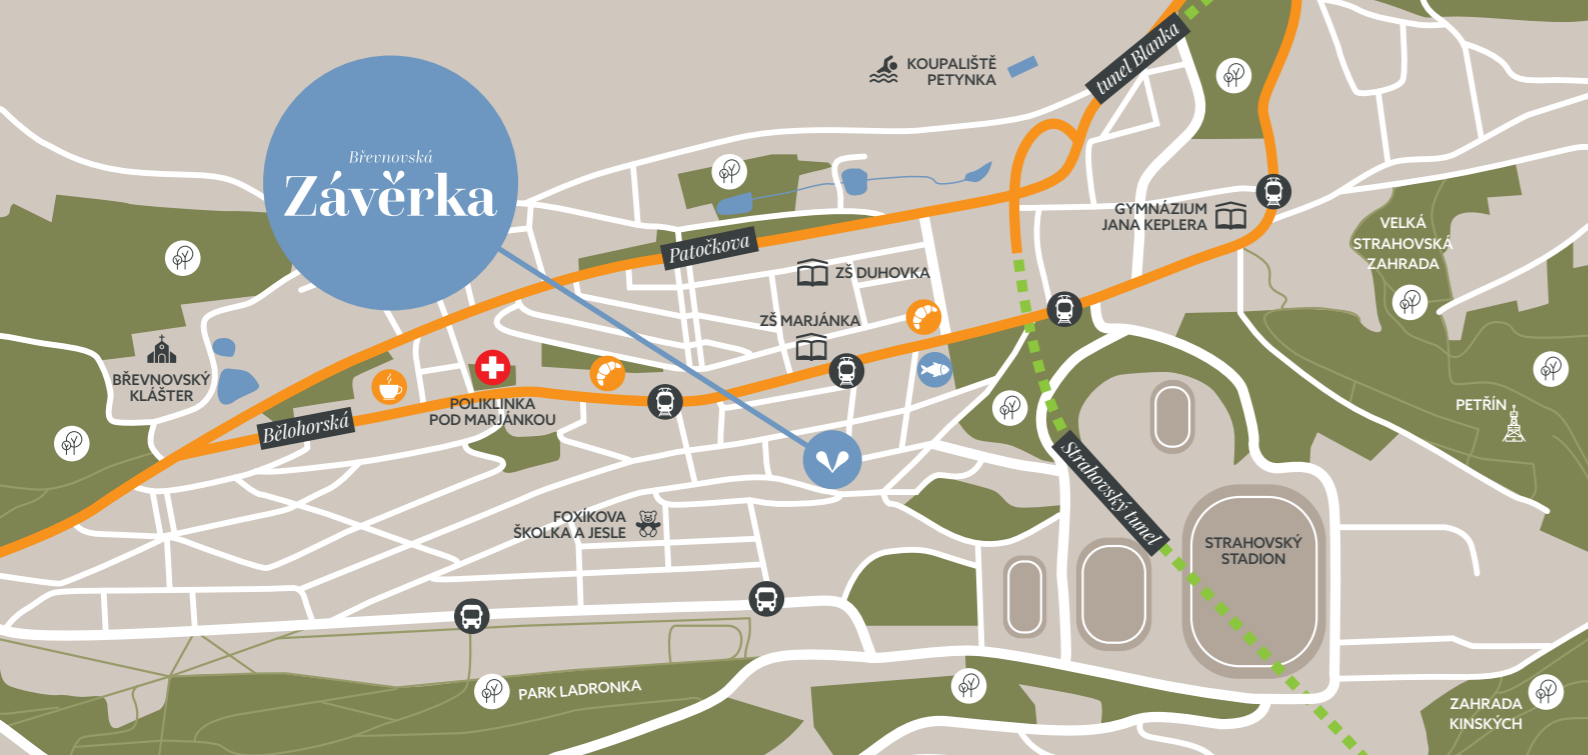 tunel Blanka
KOUPALIŠTĚ
PETYNKA
Břevnovská
Závěrka
GYMNÁZIUM
JANA KEPLERA
VELKÁ
STRAHOVSKÁ
ZAHRADA
Patočkova
ZŠ DUHOVKA
ZŠ MARJÁNKA
BŘEVNOVSKÝ
KLÁŠTER
POLIKLINKA
POD MARJÁNKOU
Bělohorská
PETŘÍN
Strahovský tunel
FOXÍKOVA
ŠKOLKA A JESLE
STRAHOVSKÝ
STADION
PARK LADRONKA
ZAHRADA
KINSKÝCH